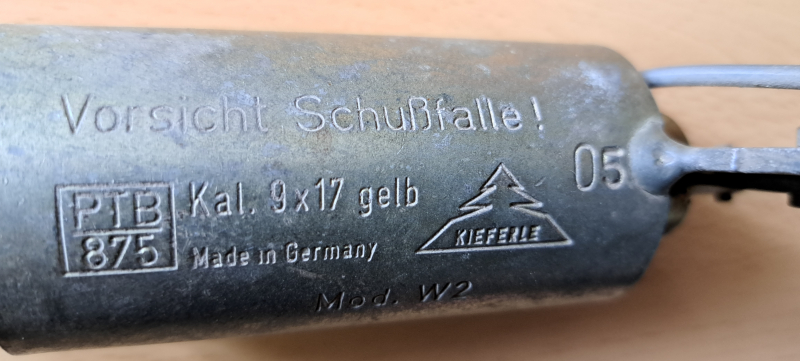 Vorsicht Schußfalle!
PTB
875
Kal. 9x17 gelb
Made in Germany
KIEFERLE
05
Mod. W2